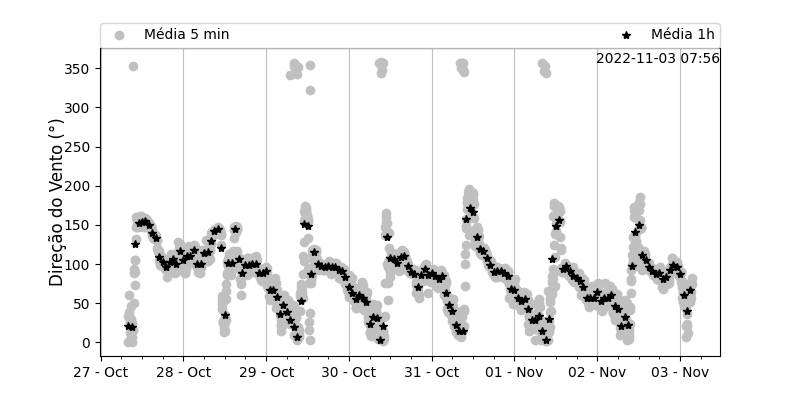 Média 5 min
Média 1h
2022-11-03 07:56
Direção do Vento (°)
350
300
250
200
150
100
50
0
27 - Oct
28 - Oct
29 - Oct
30 - Oct
31 - Oct
01 - Nov
02 - Nov
03 - Nov